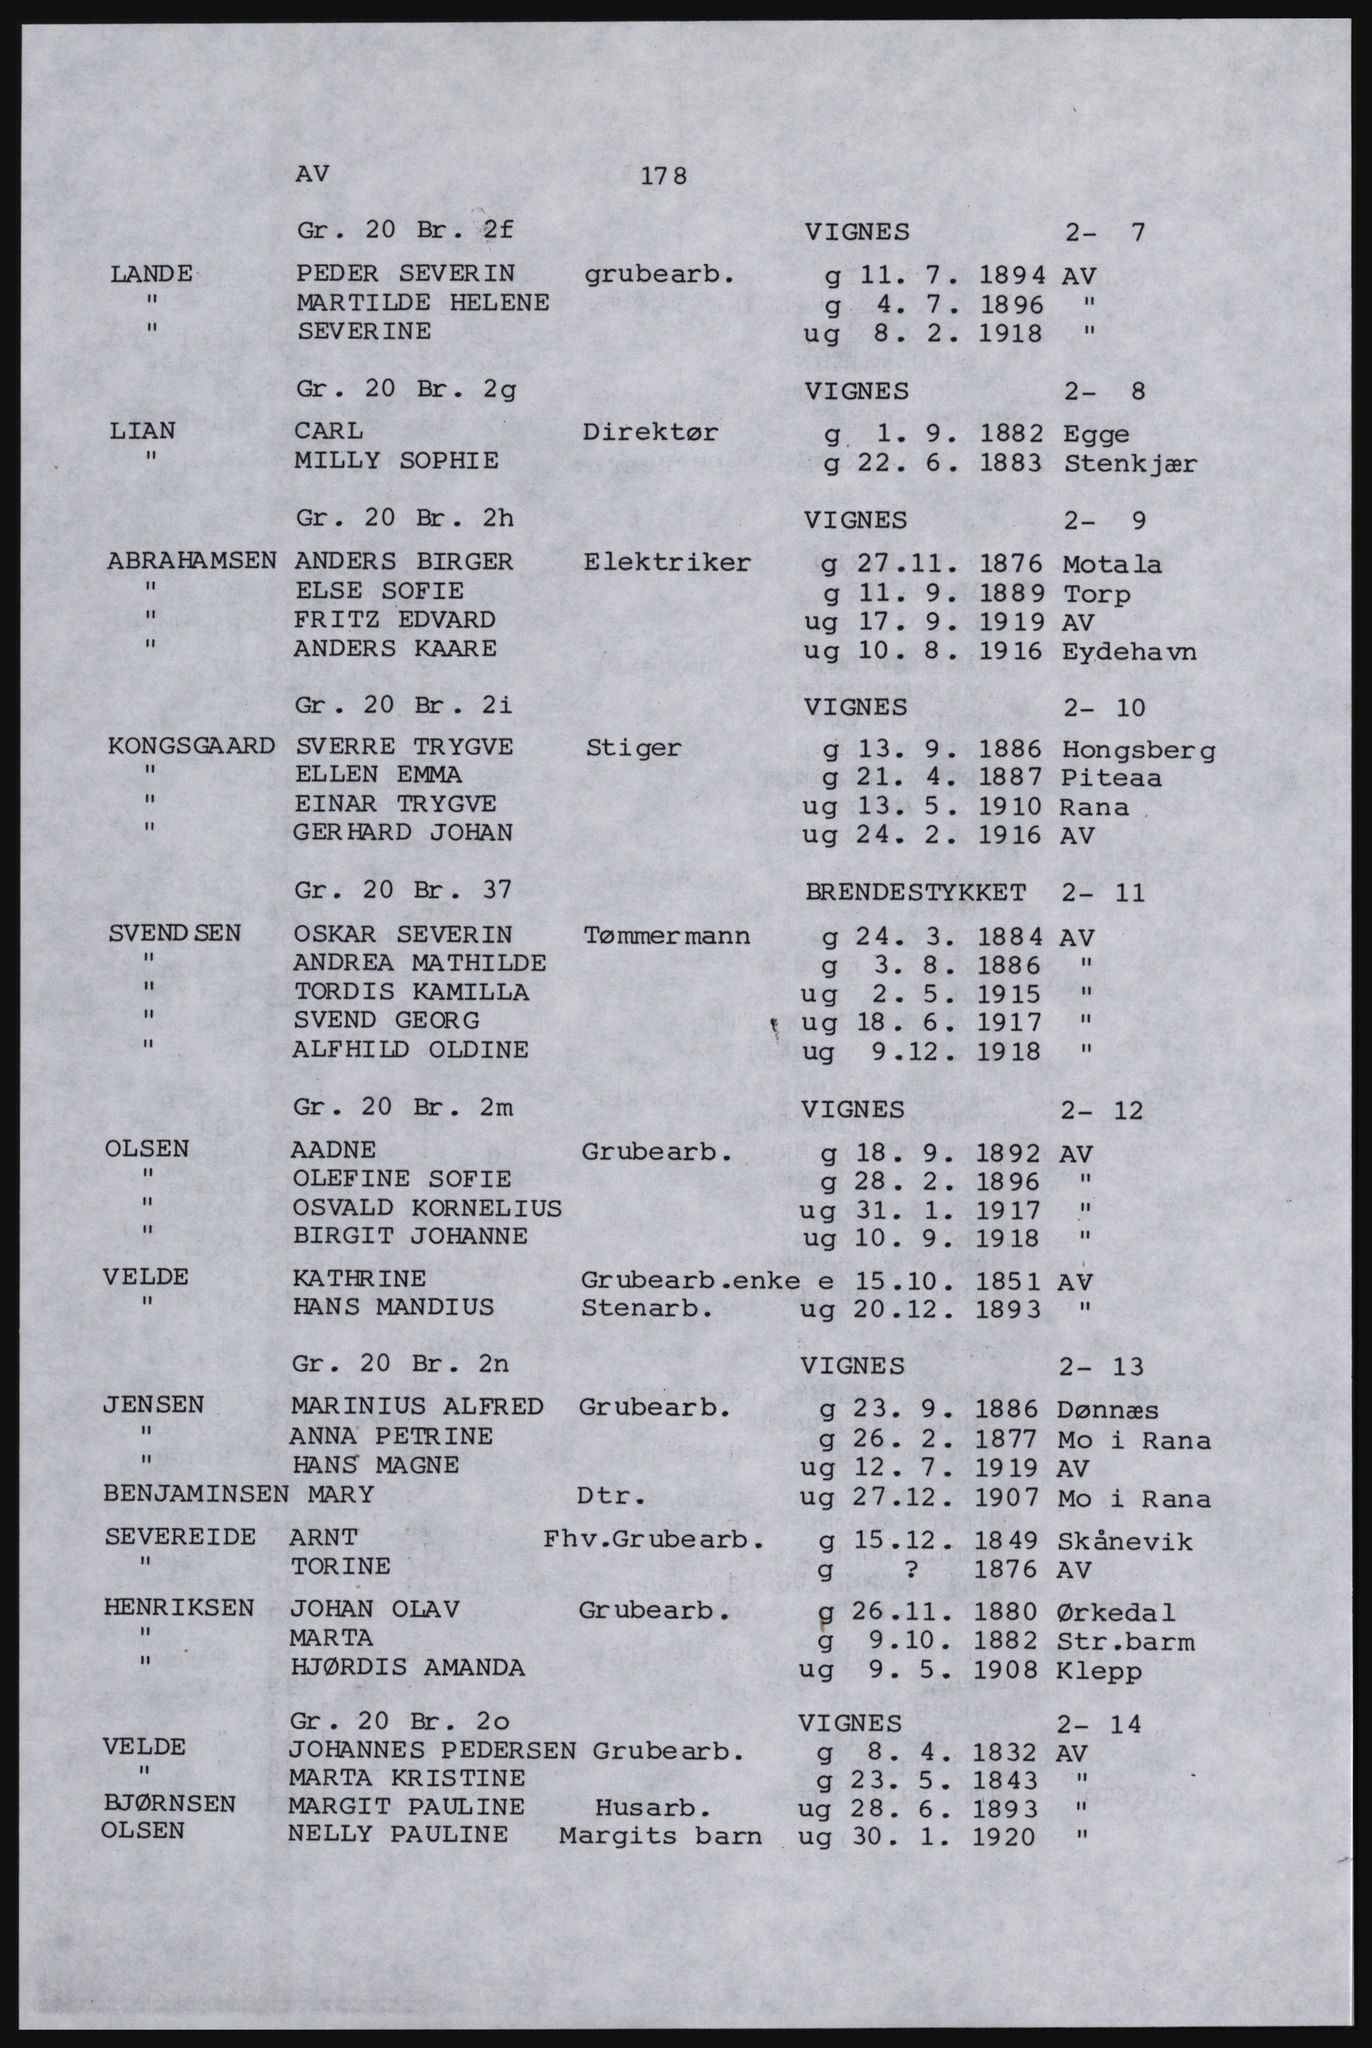 AV 178
Gr. 20 Br. 2f VIGNES 2- 7
LANDE PEDER SEVERIN grubearb. g 11. 7. 1894 AV
" MARTILDE HELENE g 4. 7. 1896 "
" SEVERINE ug 8. 2. 1918 "
Gr. 20 Br. 2g VIGNES 2- 8
LIAN CARL Direktør g 1. 9. 1882 Egge
" MILLY SOPHIE g 22. 6. 1883 Stenkjær
Gr. 20 Br. 2h VIGNES 2- 9
ABRAHAMSEN ANDERS BIRGER Elektriker g 27.11. 1876 Motala
" ELSE SOFIE g 11. 9. 1889 Torp
" FRITZ EDVARD ug 17. 9. 1919 AV
" ANDERS KAARE ug 10. 8. 1916 Eydehavn
Gr. 20 Br. 2i VIGNES 2- 10
KONGSGAARD SVERRE TRYGVE Stiger g 13. 9. 1886 Hongsberg
" ELLEN EMMA g 21. 4. 1887 Piteaa
" EINAR TRYGVE ug 13. 5. 1910 Rana
" GERHARD JOHAN ug 24. 2. 1916 AV
Gr. 20 Br. 37 BRENDESTYKKET 2- 11
SVENDSEN OSKAR SEVERIN Tømmermann g 24. 3. 1884 AV
" ANDREA MATHILDE g 3. 8. 1886 "
" TORDIS KAMILLA ug 2. 5. 1915 "
" SVEND GEORG ug 18. 6. 1917 "
" ALFHILD OLDINE ug 9.12. 1918 "
Gr. 20 Br. 2m VIGNES 2- 12
OLSEN AADNE Grubearb. g 18. 9. 1892 AV
" OLEFINE SOFIE g 28. 2. 1896 "
" OSVALD KORNELIUS ug 31. 1. 1917 "
" BIRGIT JOHANNE ug 10. 9. 1918 "
VELDE KATHRINE Grubearb.enke e 15.10. 1851 AV
" HANS MANDIUS Stenarb. ug 20.12. 1893 "
Gr. 20 Br. 2n VIGNES 2- 13
JENSEN MARINIUS ALFRED Grubearb. g 23. 9. 1886 Dønnæs
" ANNA PETRINE g 26. 2. 1877 Mo i Rana
" HANS MAGNE ug 12. 7. 1919 AV
BENJAMINSEN MARY Dtr. ug 27.12. 1907 Mo i Rana
SEVEREIDE ARNT Fhv.Grubearb. g 15.12. 1849 Skånevik
" TORINE g ? 1876 AV
HENRIKSEN JOHAN OLAV Grubearb. g 26.11. 1880 Ørkedal
" MARTA g 9.10. 1882 Str.barm
" HJØRDIS AMANDA ug 9. 5. 1908 Klepp
Gr. 20 Br. 2o VIGNES 2- 14
VELDE JOHANNES PEDERSEN Grubearb. g 8. 4. 1832 AV
" MARTA KRISTINE g 23. 5. 1843 "
BJØRNSEN MARGIT PAULINE Husarb. ug 28. 6. 1893 "
OLSEN NELLY PAULINE Margits barn ug 30. 1. 1920 "